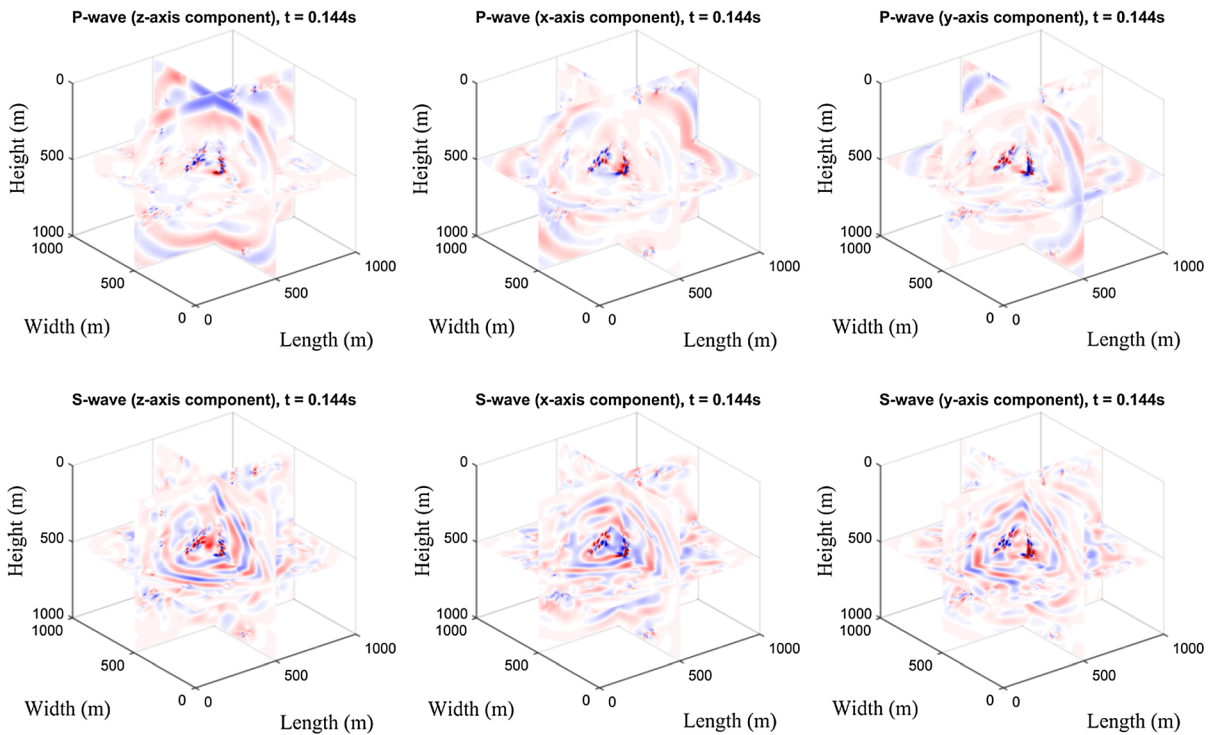 P-wave (z-axis component), t = 0.144s
0
500
1000
1000
500
0
0
500
1000
Height (m)
Width (m)
Length (m)
P-wave (x-axis component), t = 0.144s
0
500
1000
1000
500
0
0
500
1000
Height (m)
Width (m)
Length (m)
P-wave (y-axis component), t = 0.144s
0
500
1000
1000
500
0
0
500
1000
Height (m)
Width (m)
Length (m)
S-wave (z-axis component), t = 0.144s
0
500
1000
1000
500
0
0
500
1000
Height (m)
Width (m)
Length (m)
S-wave (x-axis component), t = 0.144s
0
500
1000
1000
500
0
0
500
1000
Height (m)
Width (m)
Length (m)
S-wave (y-axis component), t = 0.144s
0
500
1000
1000
500
0
0
500
1000
Height (m)
Width (m)
Length (m)